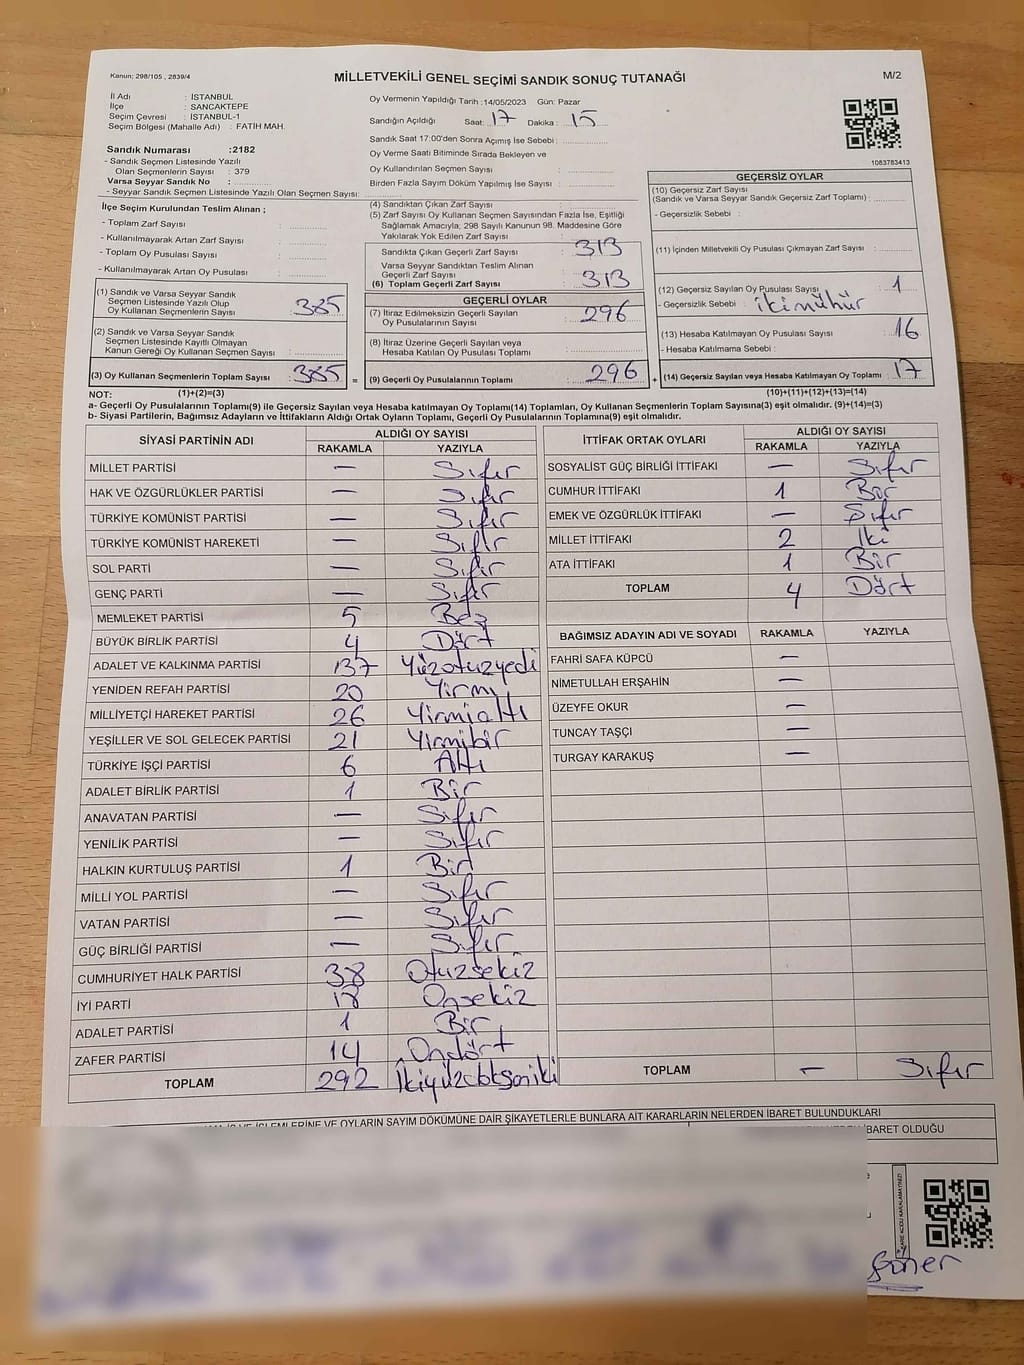 Kanun; 298/105 , 2839/4
MİLLETVEKİLİ GENEL SEÇİMİ SANDIK SONUÇ TUTANAĞI
M/2
İl Adı : İSTANBUL
İlçe : SANCAKTEPE
Seçim Çevresi : İSTANBUL-1
Seçim Bölgesi (Mahalle Adı) : FATİH MAH.
Sandık Numarası :2182
- Sandık Seçmen Listesinde Yazılı
Olan Seçmenlerin Sayısı : 379
Varsa Seyyar Sandık No :
- Seyyar Sandık Seçmen Listesinde Yazılı Olan Seçmen Sayısı:
Oy Vermenin Yapıldığı Tarih :14/05/2023 Gün: Pazar
Sandığın Açıldığı Saat: 17 Dakika : 15
Sandık Saat 17:00'den Sonra Açılmış İse Sebebi :
Oy Verme Saati Bitiminde Sırada Bekleyen ve
Oy Kullandırılan Seçmen Sayısı :
Birden Fazla Sayım Döküm Yapılmış İse Sayısı :
1083783413
İlçe Seçim Kurulundan Teslim Alınan ;
- Toplam Zarf Sayısı :
- Kullanılmayarak Artan Zarf Sayısı :
- Toplam Oy Pusulası Sayısı :
- Kullanılmayarak Artan Oy Pusulası :
(1) Sandık ve Varsa Seyyar Sandık
Seçmen Listesinde Yazılı Olup
Oy Kullanan Seçmenlerin Sayısı : 385
(2) Sandık ve Varsa Seyyar Sandık
Seçmen Listesinde Kayıtlı Olmayan
Kanun Gereği Oy Kullanan Seçmen Sayısı :
(3) Oy Kullanan Seçmenlerin Toplam Sayısı : 385 =
(1)+(2)=(3)
(4) Sandıktan Çıkan Zarf Sayısı :
(5) Zarf Sayısı Oy Kullanan Seçmen Sayısından Fazla İse, Eşitliği
Sağlamak Amacıyla; 298 Sayılı Kanunun 98. Maddesine Göre
Yakılarak Yok Edilen Zarf Sayısı :
Sandıkta Çıkan Geçerli Zarf Sayısı : 313
Varsa Seyyar Sandıktan Teslim Alınan
Geçerli Zarf Sayısı
(6) Toplam Geçerli Zarf Sayısı : 313
GEÇERLİ OYLAR
(7) İtiraz Edilmeksizin Geçerli Sayılan
Oy Pusulalarının Sayısı : 296
(8) İtiraz Üzerine Geçerli Sayılan veya
Hesaba Katılan Oy Pusulası Toplamı :
(9) Geçerli Oy Pusulalarının Toplamı : 296 +
GEÇERSİZ OYLAR
(10) Geçersiz Zarf Sayısı
(Sandık ve Varsa Seyyar Sandık Geçersiz Zarf Toplamı) :
- Geçersizlik Sebebi :
(11) İçinden Milletvekili Oy Pusulası Çıkmayan Zarf Sayısı :
(12) Geçersiz Sayılan Oy Pusulası Sayısı : 1
- Geçersizlik Sebebi : iki mühür
(13) Hesaba Katılmayan Oy Pusulası Sayısı : 16
- Hesaba Katılmama Sebebi :
(14) Geçersiz Sayılan veya Hesaba Katılmayan Oy Toplamı : 17
(10)+(11)+(12)+(13)=(14)
NOT:
a- Geçerli Oy Pusulalarının Toplamı(9) ile Geçersiz Sayılan veya Hesaba katılmayan Oy Toplamı(14) Toplamları, Oy Kullanan Seçmenlerin Toplam Sayısına(3) eşit olmalıdır. (9)+(14)=(3)
b- Siyasi Partilerin, Bağımsız Adayların ve İttifakların Aldığı Ortak Oyların Toplamı, Geçerli Oy Pusulalarının Toplamına(9) eşit olmalıdır.
SİYASİ PARTİNİN ADI
ALDIĞI OY SAYISI
RAKAMLA YAZIYLA
MİLLET PARTİSİ — Sıfır
HAK VE ÖZGÜRLÜKLER PARTİSİ — Sıfır
TÜRKİYE KOMÜNİST PARTİSİ — Sıfır
TÜRKİYE KOMÜNİST HAREKETİ — Sıfır
SOL PARTİ — Sıfır
GENÇ PARTİ — Sıfır
MEMLEKET PARTİSİ 5 Beş
BÜYÜK BİRLİK PARTİSİ 4 Dört
ADALET VE KALKINMA PARTİSİ 137 Yüzotuzyedi
YENİDEN REFAH PARTİSİ 20 Yirmi
MİLLİYETÇİ HAREKET PARTİSİ 26 Yirmialtı
YEŞİLLER VE SOL GELECEK PARTİSİ 21 Yirmibir
TÜRKİYE İŞÇİ PARTİSİ 6 Altı
ADALET BİRLİK PARTİSİ 1 Bir
ANAVATAN PARTİSİ — Sıfır
YENİLİK PARTİSİ — Sıfır
HALKIN KURTULUŞ PARTİSİ 1 Bir
MİLLİ YOL PARTİSİ — Sıfır
VATAN PARTİSİ — Sıfır
GÜÇ BİRLİĞİ PARTİSİ — Sıfır
CUMHURİYET HALK PARTİSİ 38 Otuzsekiz
İYİ PARTİ 18 Onsekiz
ADALET PARTİSİ 1 Bir
ZAFER PARTİSİ 14 Ondört
TOPLAM 292
İTTİFAK ORTAK OYLARI
ALDIĞI OY SAYISI
RAKAMLA YAZIYLA
SOSYALİST GÜÇ BİRLİĞİ İTTİFAKI — Sıfır
CUMHUR İTTİFAKI 1 Bir
EMEK VE ÖZGÜRLÜK İTTİFAKI — Sıfır
MİLLET İTTİFAKI 2 İki
ATA İTTİFAKI 1 Bir
TOPLAM 4 Dört
BAĞIMSIZ ADAYIN ADI VE SOYADI RAKAMLA YAZIYLA
FAHRİ SAFA KÜPCÜ —
NİMETULLAH ERŞAHİN —
ÜZEYFE OKUR —
TUNCAY TAŞÇI —
TURGAY KARAKUŞ —
TOPLAM — Sıfır
VE İŞLEMLERİNE VE OYLARIN SAYIM DÖKÜMÜNE DAİR ŞİKAYETLERLE BUNLARA AİT KARARLARIN NELERDEN İBARET BULUNDUKLARI
İBARET OLDUĞU